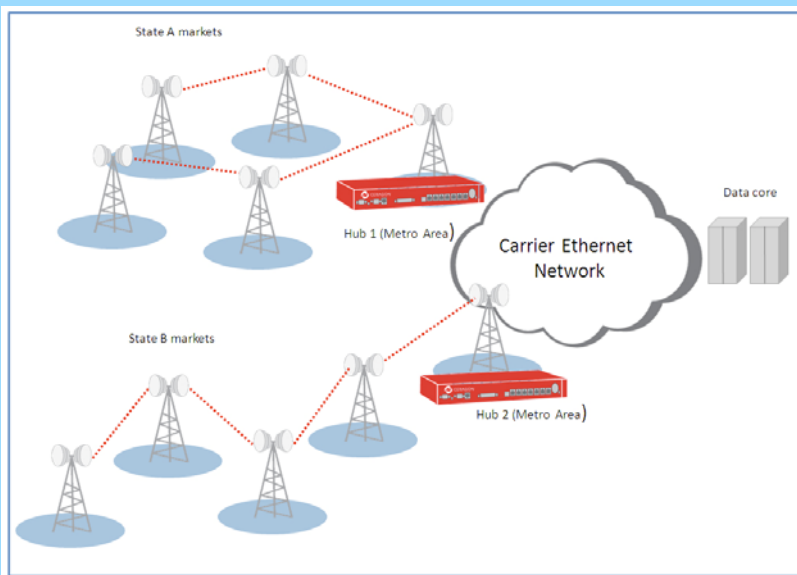 State A markets
Hub 1 (Metro Area)
Carrier Ethernet
Network
Data core
State B markets
Hub 2 (Metro Area)